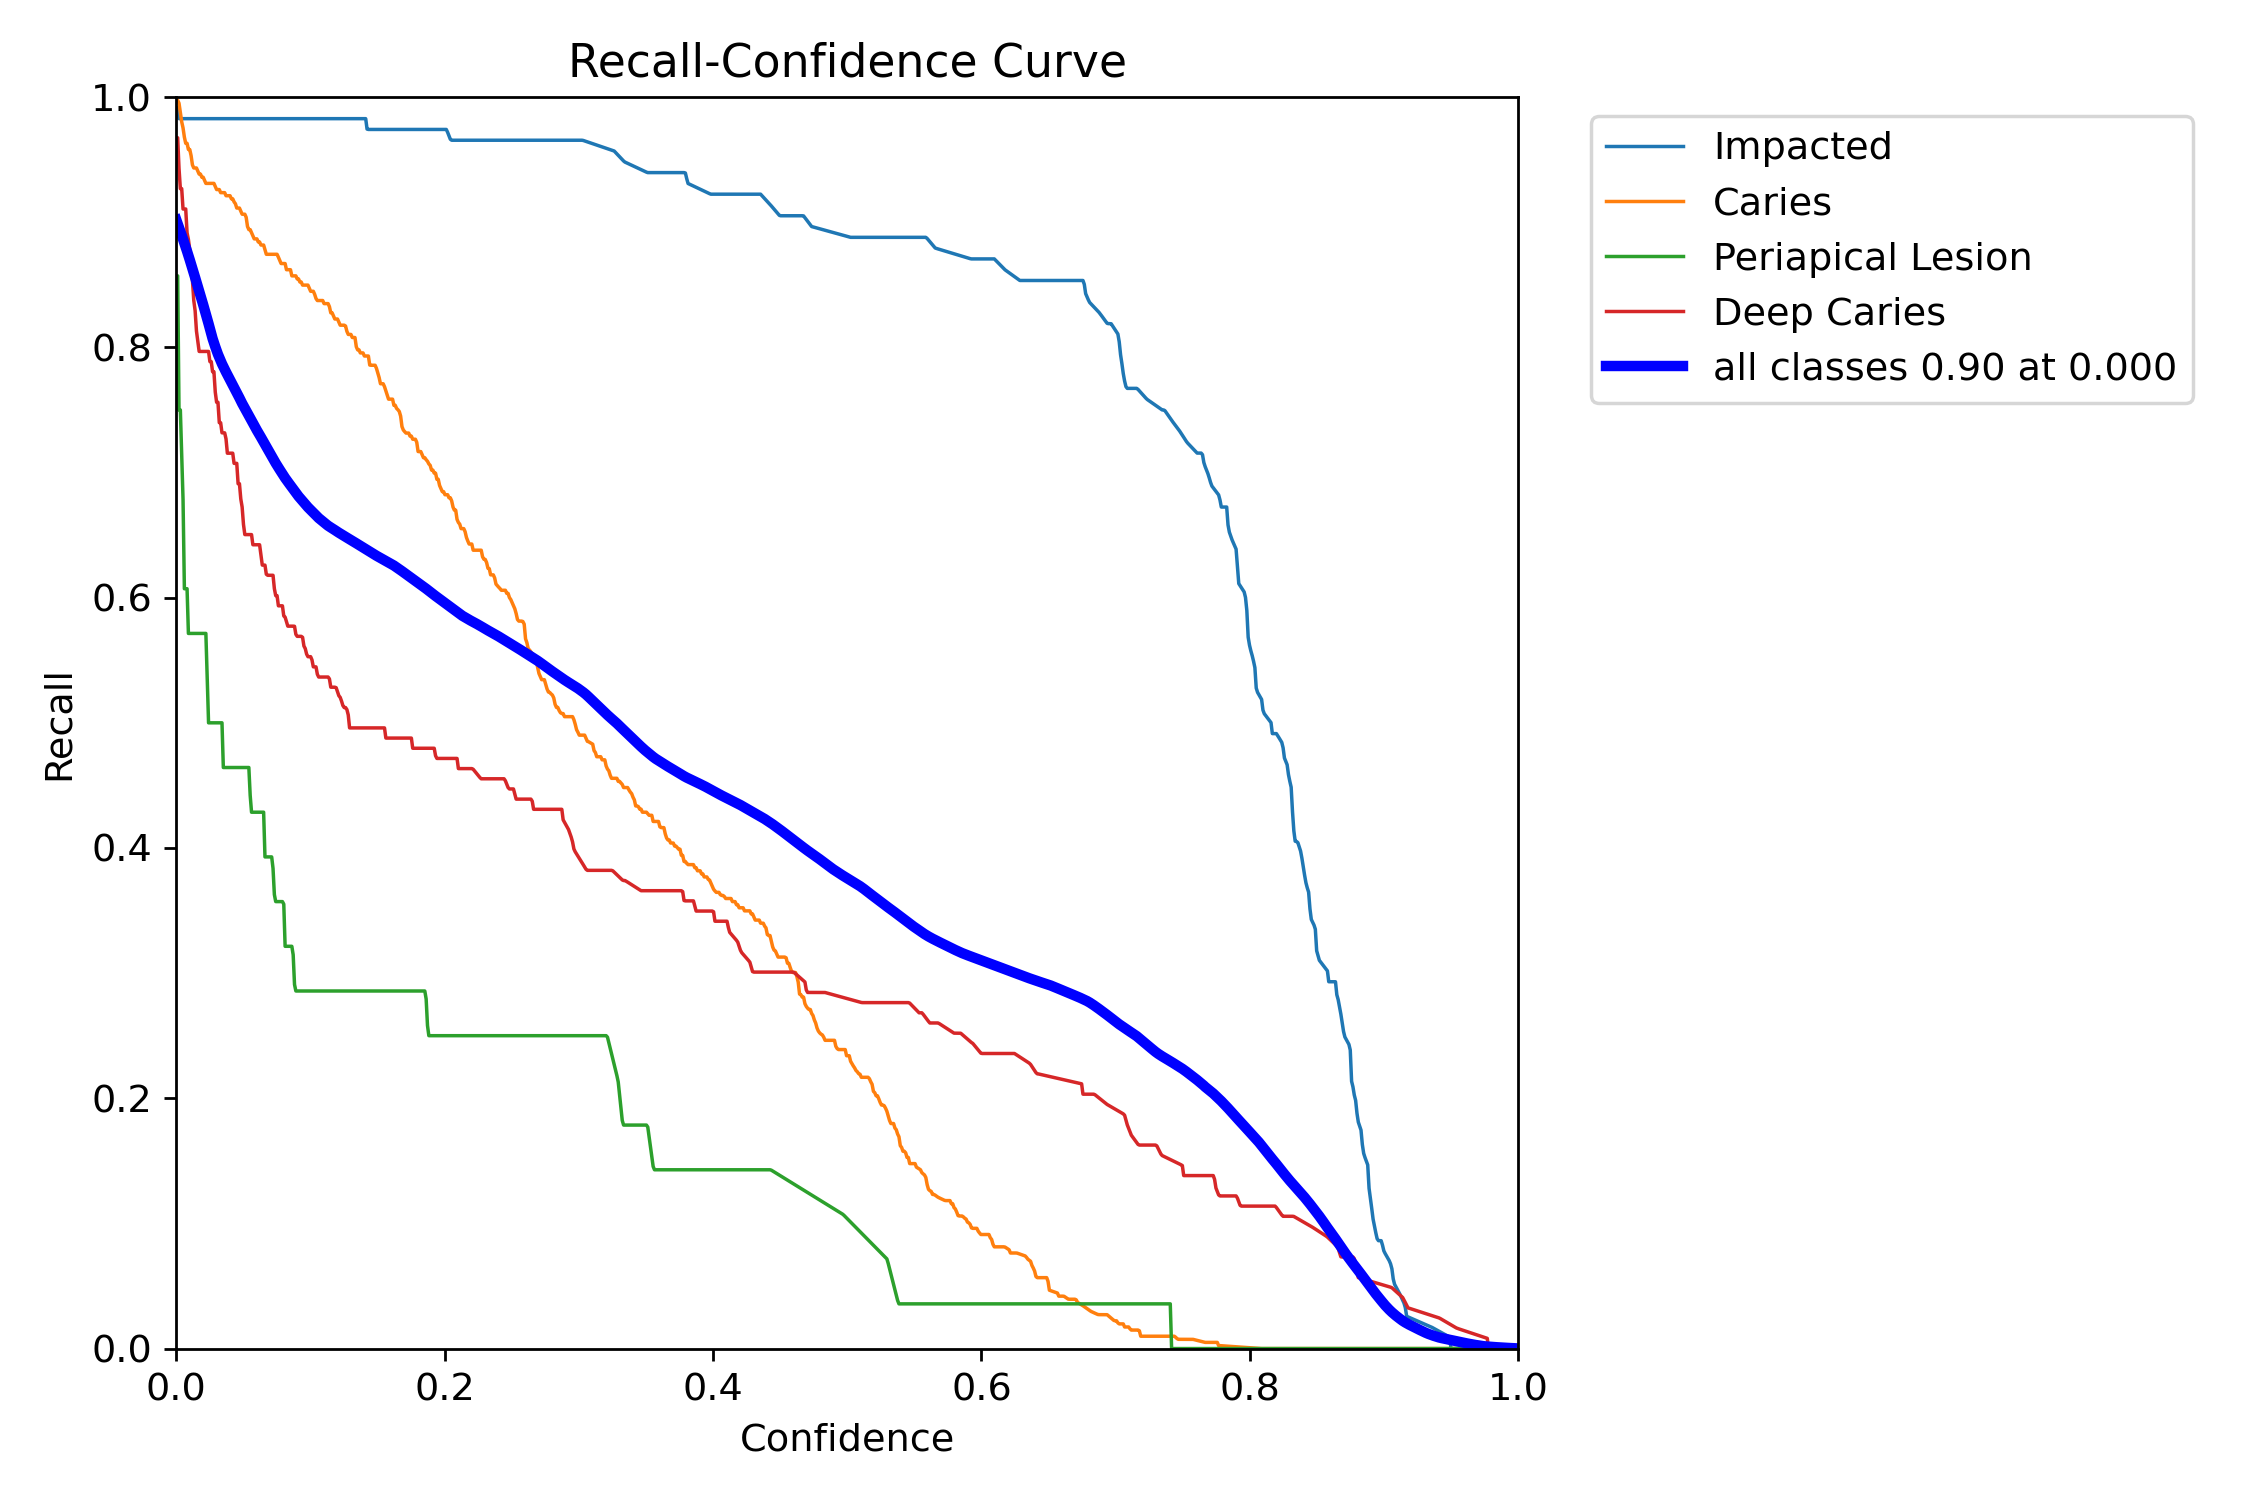 Recall-Confidence Curve
1.0
0.8
0.6
0.4
0.2
0.0
Recall
0.0 0.2 0.4 0.6 0.8 1.0
Confidence
Impacted
Caries
Periapical Lesion
Deep Caries
all classes 0.90 at 0.000